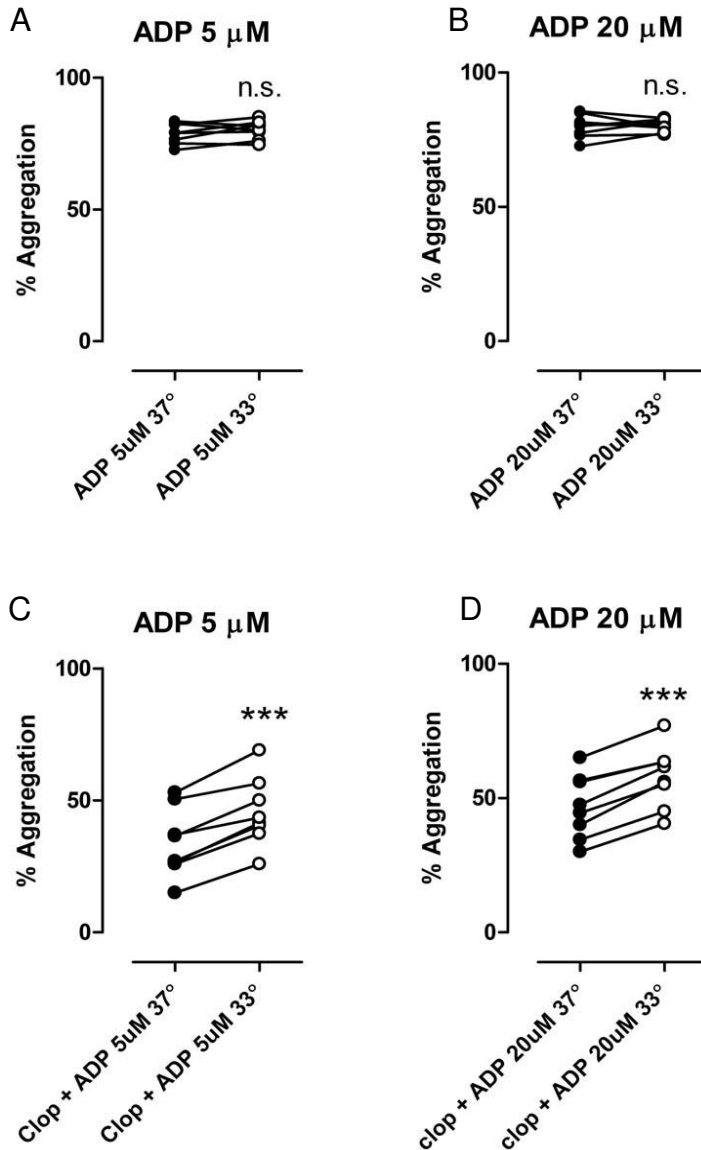 A
ADP 5 μM
n.s.
100
50
0
% Aggregation
ADP 5uM 37°
ADP 5uM 33°
B
ADP 20 μM
n.s.
100
50
0
% Aggregation
ADP 20uM 37°
ADP 20uM 33°
C
ADP 5 μM
***
100
50
0
% Aggregation
Clop + ADP 5uM 37°
Clop + ADP 5uM 33°
D
ADP 20 μM
***
100
50
0
% Aggregation
clop + ADP 20uM 37°
clop + ADP 20uM 33°